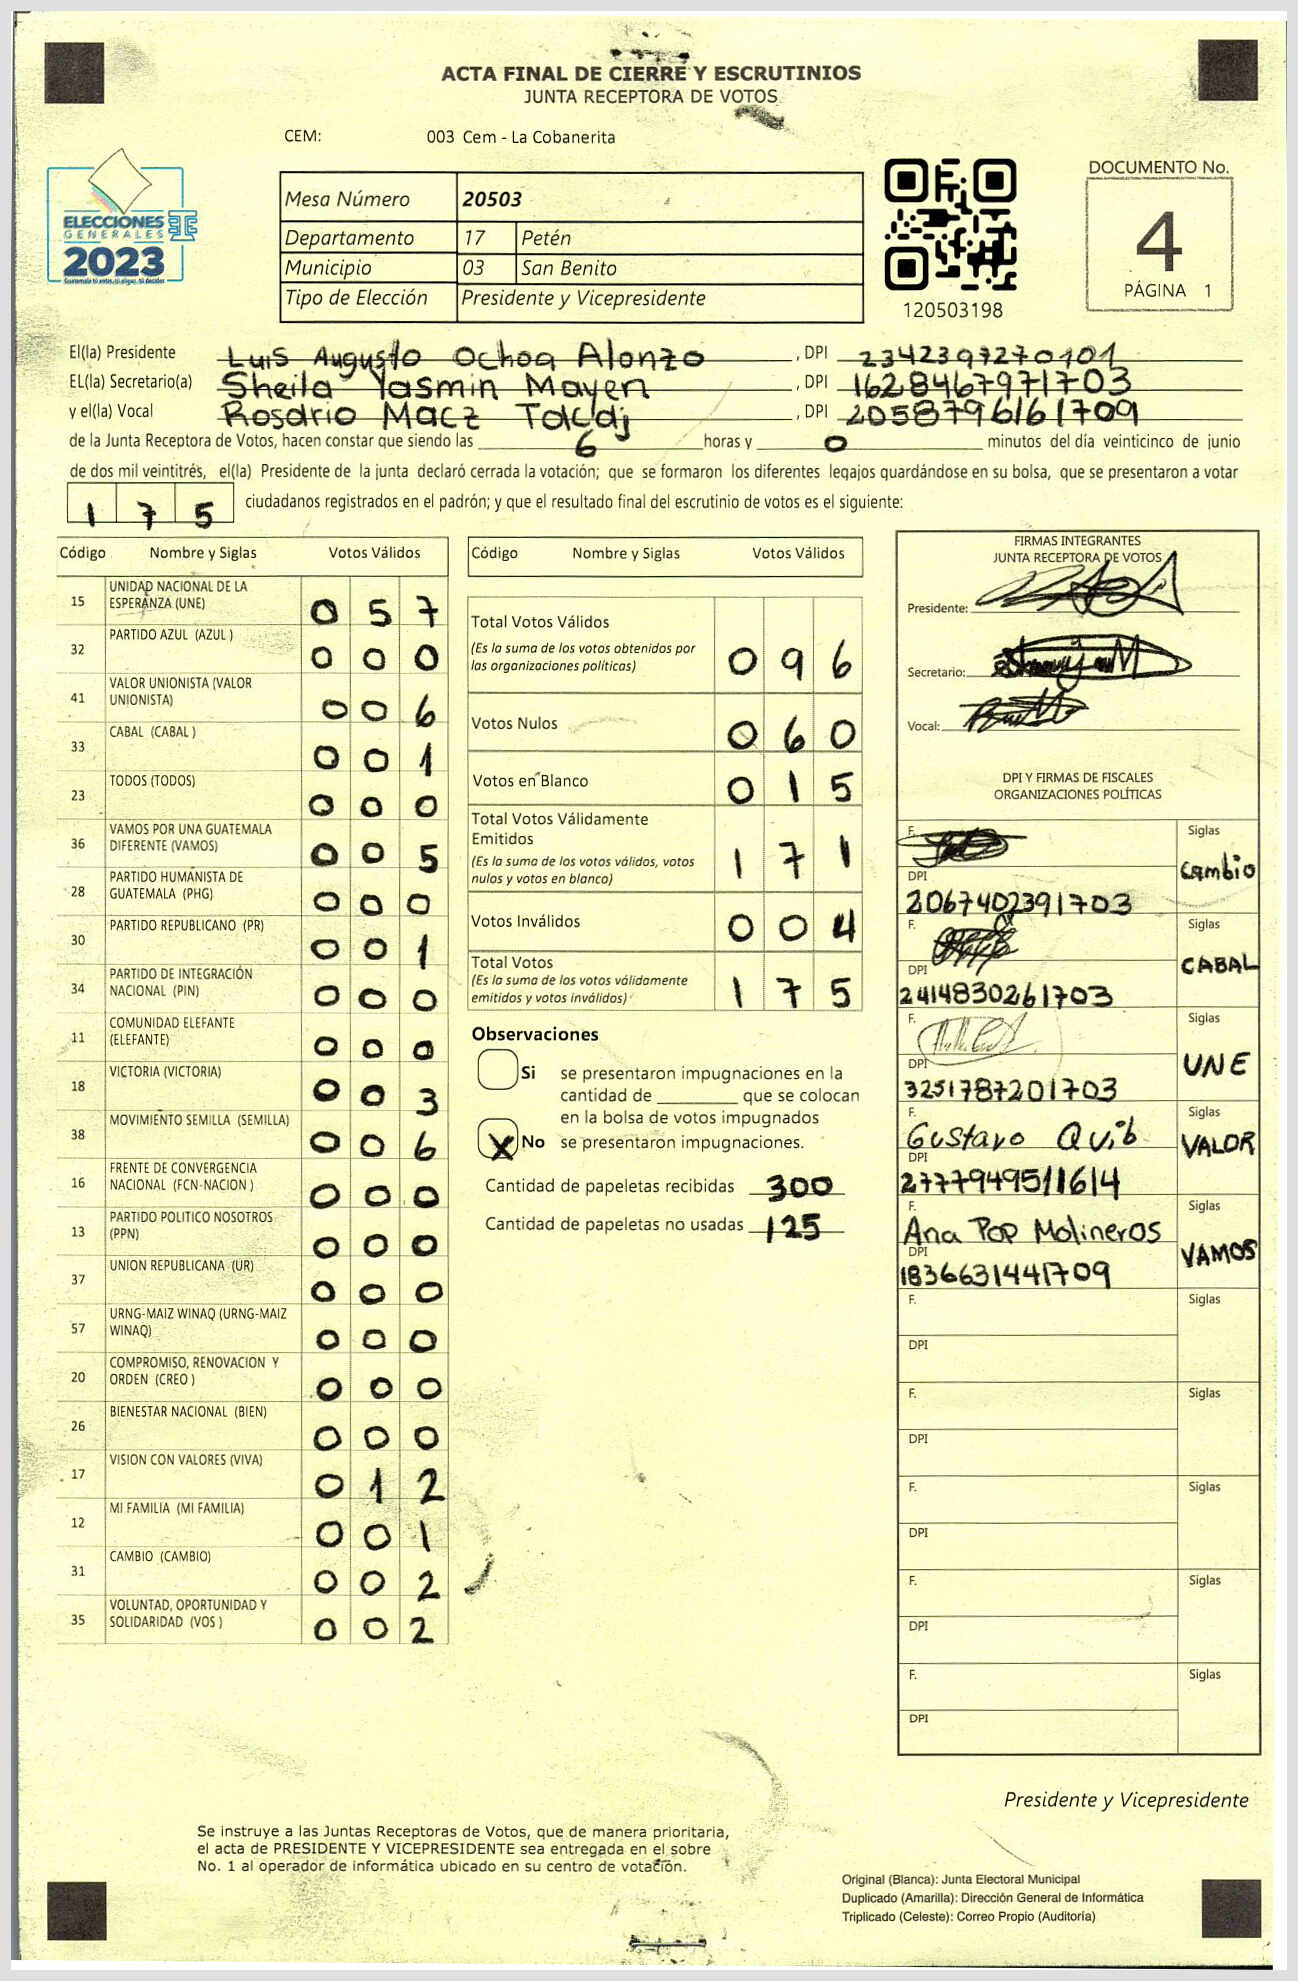 ACTA FINAL DE CIERRE Y ESCRUTINIOS
JUNTA RECEPTORA DE VOTOS
CEM: 003 Cem - La Cobanerita
ELECCIONES
GENERALES
2023
Mesa Número 20503
Departamento 17 Petén
Municipio 03 San Benito
Tipo de Elección Presidente y Vicepresidente
120503198
DOCUMENTO No.
4
PÁGINA 1
El(la) Presidente Luis Augusto Ochoa Alonzo , DPI 2342397270101
EL(la) Secretario(a) Sheila Yasmin Mayen , DPI 1628467971703
y el(la) Vocal Rosario Macz , DPI 2058796161709
de la Junta Receptora de Votos, hacen constar que siendo las 6 horas y 0 minutos del día veinticinco de junio
de dos mil veintitrés, el(la) Presidente de la junta declaró cerrada la votación; que se formaron los diferentes legajos guardándose en su bolsa, que se presentaron a votar
1 7 5 ciudadanos registrados en el padrón; y que el resultado final del escrutinio de votos es el siguiente:
Código Nombre y Siglas Votos Válidos
15 UNIDAD NACIONAL DE LA
ESPERANZA (UNE) 0 5 7
32 PARTIDO AZUL (AZUL ) 0 0 0
41 VALOR UNIONISTA (VALOR
UNIONISTA) 0 0 6
33 CABAL (CABAL ) 0 0 1
23 TODOS (TODOS) 0 0 0
36 VAMOS POR UNA GUATEMALA
DIFERENTE (VAMOS) 0 0 5
28 PARTIDO HUMANISTA DE
GUATEMALA (PHG) 0 0 0
30 PARTIDO REPUBLICANO (PR) 0 0 1
34 PARTIDO DE INTEGRACIÓN
NACIONAL (PIN) 0 0 0
11 COMUNIDAD ELEFANTE
(ELEFANTE) 0 0 0
18 VICTORIA (VICTORIA) 0 0 3
38 MOVIMIENTO SEMILLA (SEMILLA) 0 0 6
16 FRENTE DE CONVERGENCIA
NACIONAL (FCN-NACION ) 0 0 0
13 PARTIDO POLITICO NOSOTROS
(PPN) 0 0 0
37 UNION REPUBLICANA (UR) 0 0 0
57 URNG-MAIZ WINAQ (URNG-MAIZ
WINAQ) 0 0 0
20 COMPROMISO, RENOVACION Y
ORDEN (CREO ) 0 0 0
26 BIENESTAR NACIONAL (BIEN) 0 0 0
17 VISION CON VALORES (VIVA) 0 1 2
12 MI FAMILIA (MI FAMILIA) 0 0 1
31 CAMBIO (CAMBIO) 0 0 2
35 VOLUNTAD, OPORTUNIDAD Y
SOLIDARIDAD (VOS ) 0 0 2
Código Nombre y Siglas Votos Válidos
Total Votos Válidos
(Es la suma de los votos obtenidos por
las organizaciones políticas) 0 9 6
Votos Nulos 0 6 0
Votos en Blanco 0 1 5
Total Votos Válidamente
Emitidos
(Es la suma de los votos válidos, votos
nulos y votos en blanco) 1 7 1
Votos Inválidos 0 0 4
Total Votos
(Es la suma de los votos válidamente
emitidos y votos inválidos) 1 7 5
Observaciones
Si se presentaron impugnaciones en la
cantidad de ________ que se colocan
en la bolsa de votos impugnados
X No se presentaron impugnaciones.
Cantidad de papeletas recibidas 300
Cantidad de papeletas no usadas 125
FIRMAS INTEGRANTES
JUNTA RECEPTORA DE VOTOS
Presidente:
Secretario:
Vocal:
DPI Y FIRMAS DE FISCALES
ORGANIZACIONES POLÍTICAS
F. Siglas
Cambio
DPI
2067402391703
F. Siglas
CABAL
DPI
2414830261703
F. Siglas
UNE
DPI
3251787201703
F. Siglas
Gustavo Quib VALOR
DPI
2777949511614
F. Siglas
Ana Pop Molineros VAMOS
DPI
1836631441709
F. Siglas
DPI
F. Siglas
DPI
F. Siglas
DPI
F. Siglas
DPI
F. Siglas
DPI
Presidente y Vicepresidente
Se instruye a las Juntas Receptoras de Votos, que de manera prioritaria,
el acta de PRESIDENTE Y VICEPRESIDENTE sea entregada en el sobre
No. 1 al operador de informática ubicado en su centro de votación.
Original (Blanca): Junta Electoral Municipal
Duplicado (Amarilla): Dirección General de Informática
Triplicado (Celeste): Correo Propio (Auditoría)